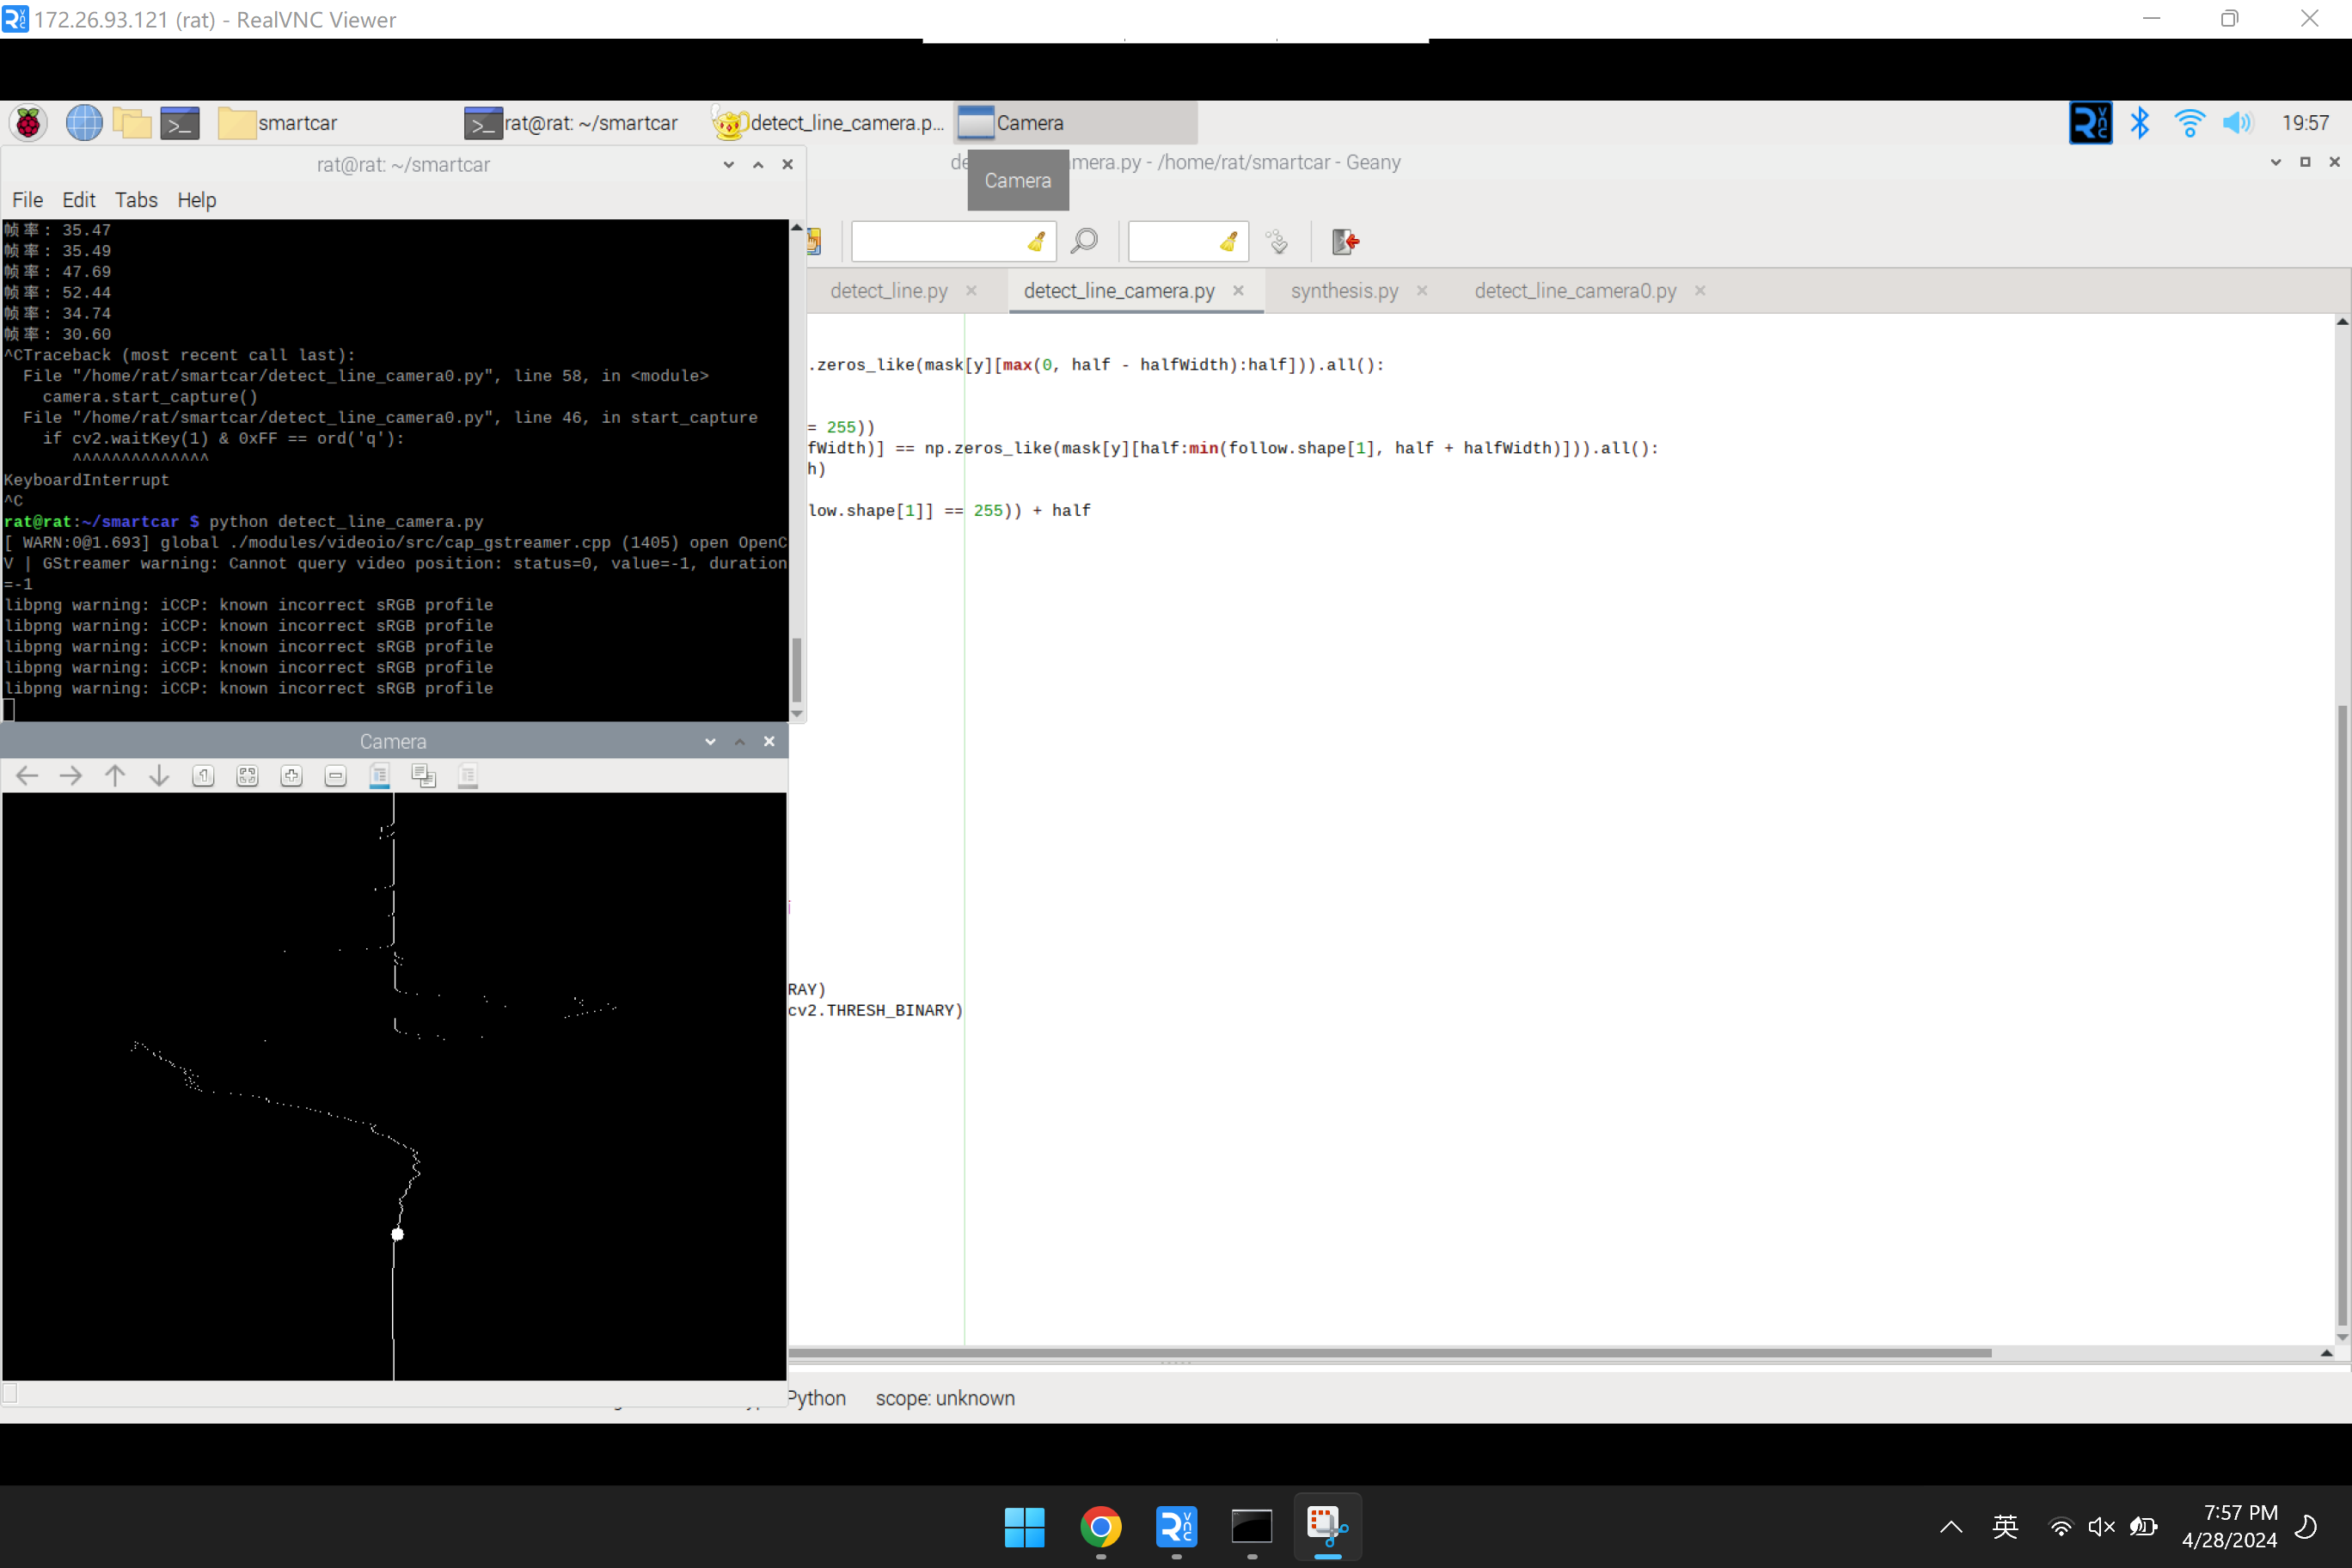 172.26.93.121 (rat) - RealVNC Viewer
smartcar
rat@rat: ~/smartcar
detect_line_camera.p...
Camera
19:57
rat@rat: ~/smartcar
mera.py - /home/rat/smartcar - Geany
Camera
File Edit Tabs Help
detect_line.py
detect_line_camera.py
synthesis.py
detect_line_camera0.py
帧率: 35.47
帧率: 35.49
帧率: 47.69
帧率: 52.44
帧率: 34.74
帧率: 30.60
^CTraceback (most recent call last):
File "/home/rat/smartcar/detect_line_camera0.py", line 58, in <module>
camera.start_capture()
File "/home/rat/smartcar/detect_line_camera0.py", line 46, in start_capture
if cv2.waitKey(1) & 0xFF == ord('q'):
^^^^^^^^^^^^^^
KeyboardInterrupt
^C
rat@rat:~/smartcar $ python detect_line_camera.py
[ WARN:0@1.693] global ./modules/videoio/src/cap_gstreamer.cpp (1405) open OpenC
V | GStreamer warning: Cannot query video position: status=0, value=-1, duration
=-1
libpng warning: iCCP: known incorrect sRGB profile
libpng warning: iCCP: known incorrect sRGB profile
libpng warning: iCCP: known incorrect sRGB profile
libpng warning: iCCP: known incorrect sRGB profile
libpng warning: iCCP: known incorrect sRGB profile
.zeros_like(mask[y][max(0, half - halfWidth):half])).all():
= 255))
fWidth)] == np.zeros_like(mask[y][half:min(follow.shape[1], half + halfWidth)])).all():
h)
low.shape[1]] == 255)) + half
RAY)
cv2.THRESH_BINARY)
Camera
Python
scope: unknown
英
7:57 PM
4/28/2024